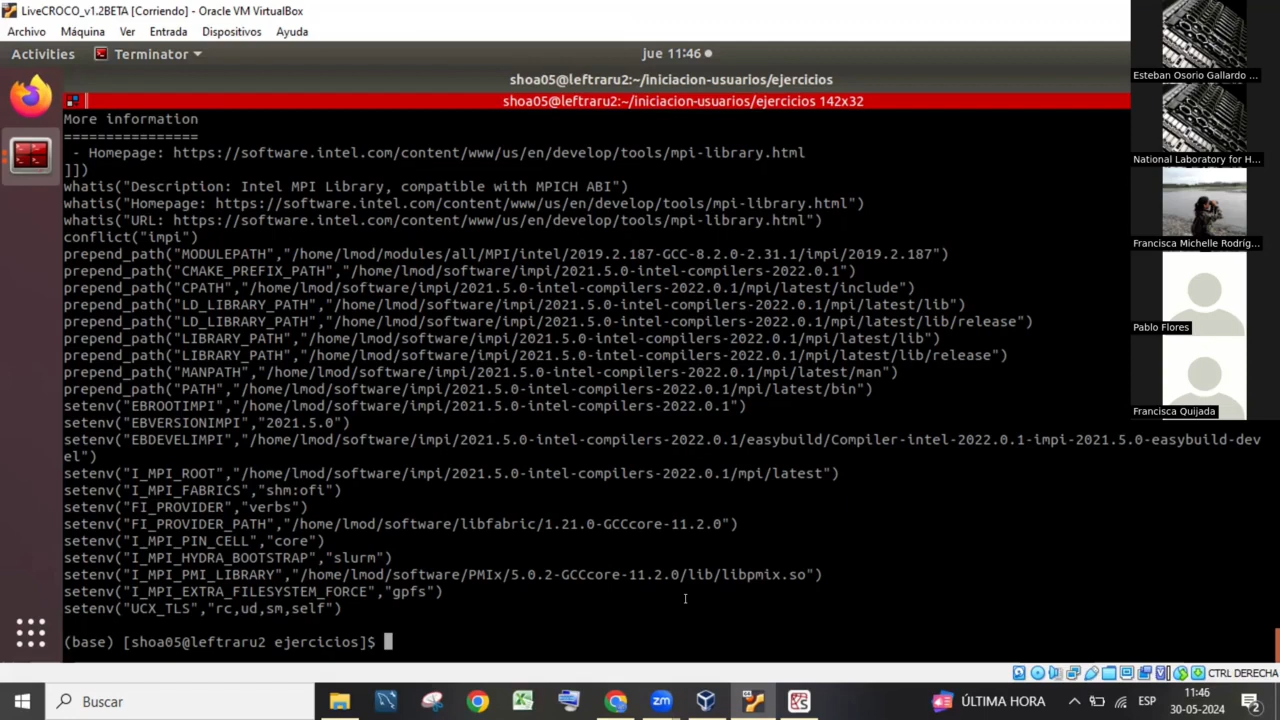 LiveCROCO_v1.2BETA [Corriendo] - Oracle VM VirtualBox
Archivo Máquina Ver Entrada Dispositivos Ayuda
Activities Terminator jue 11:46
shoa05@leftraru2:~/iniciacion-usuarios/ejercicios
shoa05@leftraru2:~/iniciacion-usuarios/ejercicios 142x32
More information
================
- Homepage: https://software.intel.com/content/www/us/en/develop/tools/mpi-library.html
]])
whatis("Description: Intel MPI Library, compatible with MPICH ABI")
whatis("Homepage: https://software.intel.com/content/www/us/en/develop/tools/mpi-library.html")
whatis("URL: https://software.intel.com/content/www/us/en/develop/tools/mpi-library.html")
conflict("impi")
prepend_path("MODULEPATH","/home/lmod/modules/all/MPI/intel/2019.2.187-GCC-8.2.0-2.31.1/impi/2019.2.187")
prepend_path("CMAKE_PREFIX_PATH","/home/lmod/software/impi/2021.5.0-intel-compilers-2022.0.1")
prepend_path("CPATH","/home/lmod/software/impi/2021.5.0-intel-compilers-2022.0.1/mpi/latest/include")
prepend_path("LD_LIBRARY_PATH","/home/lmod/software/impi/2021.5.0-intel-compilers-2022.0.1/mpi/latest/lib")
prepend_path("LD_LIBRARY_PATH","/home/lmod/software/impi/2021.5.0-intel-compilers-2022.0.1/mpi/latest/lib/release")
prepend_path("LIBRARY_PATH","/home/lmod/software/impi/2021.5.0-intel-compilers-2022.0.1/mpi/latest/lib")
prepend_path("LIBRARY_PATH","/home/lmod/software/impi/2021.5.0-intel-compilers-2022.0.1/mpi/latest/lib/release")
prepend_path("MANPATH","/home/lmod/software/impi/2021.5.0-intel-compilers-2022.0.1/mpi/latest/man")
prepend_path("PATH","/home/lmod/software/impi/2021.5.0-intel-compilers-2022.0.1/mpi/latest/bin")
setenv("EBROOTIMPI","/home/lmod/software/impi/2021.5.0-intel-compilers-2022.0.1")
setenv("EBVERSIONIMPI","2021.5.0")
setenv("EBDEVELIMPI","/home/lmod/software/impi/2021.5.0-intel-compilers-2022.0.1/easybuild/Compiler-intel-2022.0.1-impi-2021.5.0-easybuild-dev
el")
setenv("I_MPI_ROOT","/home/lmod/software/impi/2021.5.0-intel-compilers-2022.0.1/mpi/latest")
setenv("I_MPI_FABRICS","shm:ofi")
setenv("FI_PROVIDER","verbs")
setenv("FI_PROVIDER_PATH","/home/lmod/software/libfabric/1.21.0-GCCcore-11.2.0")
setenv("I_MPI_PIN_CELL","core")
setenv("I_MPI_HYDRA_BOOTSTRAP","slurm")
setenv("I_MPI_PMI_LIBRARY","/home/lmod/software/PMIx/5.0.2-GCCcore-11.2.0/lib/libpmix.so")
setenv("I_MPI_EXTRA_FILESYSTEM_FORCE","gpfs")
setenv("UCX_TLS","rc,ud,sm,self")
(base) [shoa05@leftraru2 ejercicios]$
Esteban Osorio Gallardo ...
National Laboratory for H...
Francisca Michelle Rodríg...
Pablo Flores
Francisca Quijada
CTRL DERECHA
Buscar
ÚLTIMA HORA
ESP
11:46
30-05-2024
2